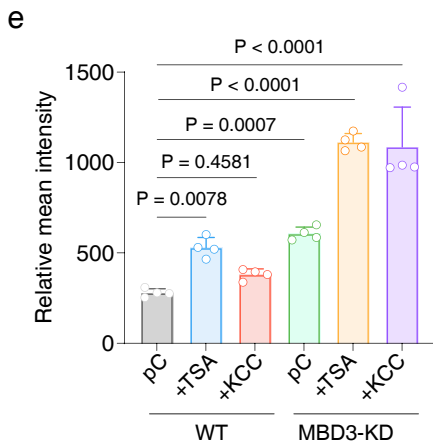 e
P < 0.0001
P < 0.0001
P = 0.0007
P = 0.4581
P = 0.0078
Relative mean intensity
1500
1000
500
0
pC
+TSA
+KCC
pC
+TSA
+KCC
WT
MBD3-KD